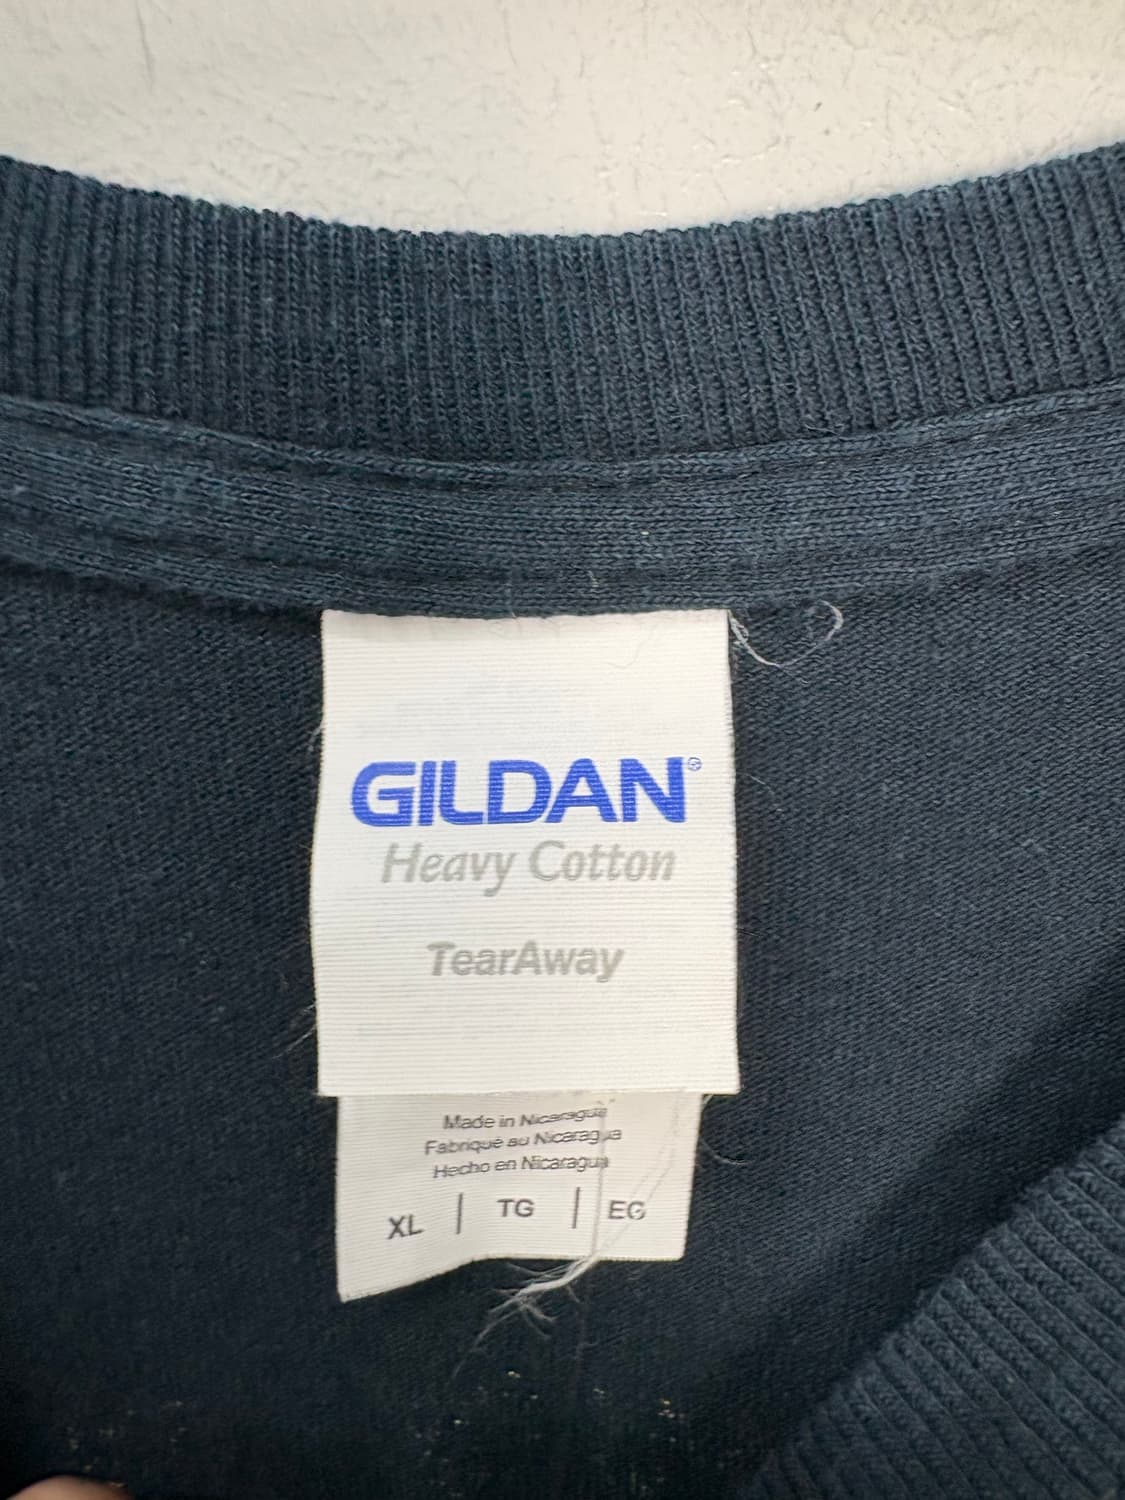 GILDAN®
Heavy Cotton
TearAway
Made in Nicaragua
Fabriqué au Nicaragua
Hecho en Nicaragua
XL | TG | EG